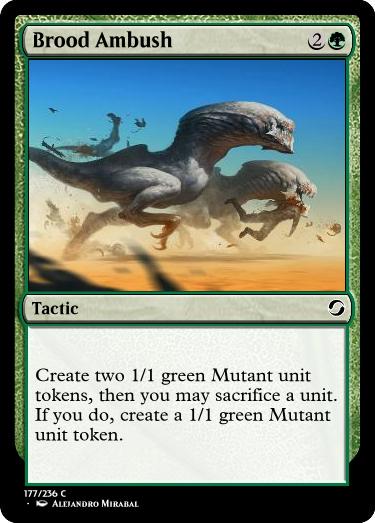 Brood Ambush 2
Tactic
Create two 1/1 green Mutant unit
tokens, then you may sacrifice a unit.
If you do, create a 1/1 green Mutant
unit token.
177/236 C
· Alejandro Mirabal